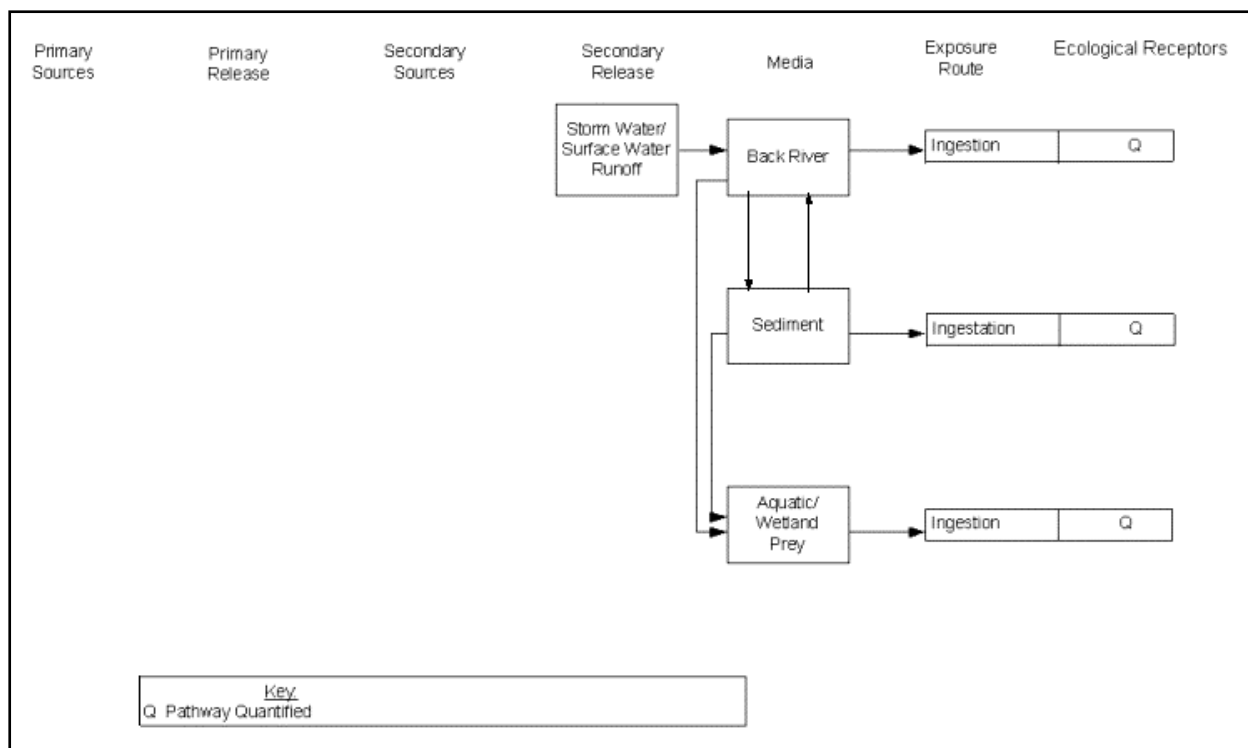 Primary
Sources
Primary
Release
Secondary
Sources
Secondary
Release
Media
Exposure
Route
Ecological Receptors
Storm Water/
Surface Water
Runoff
Back River
Ingestion
Q
Sediment
Ingestation
Q
Aquatic/
Wetland
Prey
Ingestion
Q
Key:
Q Pathway Quantified